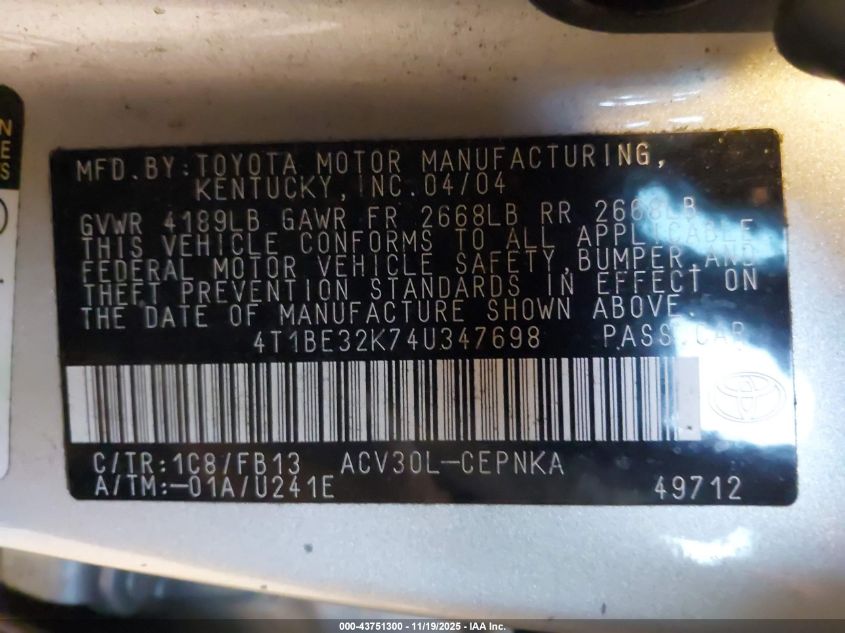 N
E
S
MFD.BY:TOYOTA MOTOR MANUFACTURING,
KENTUCKY,INC.04/04
GVWR 4189LB GAWR FR 2668LB RR 2668LB
THIS VEHICLE CONFORMS TO ALL APPLICABLE
FEDERAL MOTOR VEHICLE SAFETY,BUMPER,AND
THEFT PREVENTION STANDARDS IN EFFECT ON
THE DATE OF MANUFACTURE SHOWN ABOVE.
4T1BE32K74U347698 PASS.CAR
C/TR:1C8/FB13 ACV30L-CEPNKA
A/TM:-01A/U241E 49712
000-43751300 - 11/19/2025 - IAA Inc.